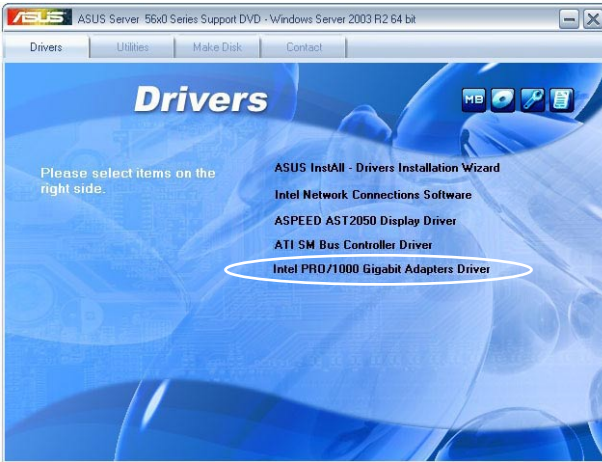 ASUS ASUS Server 56x0 Series Support DVD - Windows Server 2003 R2 64 bit
Drivers Utilities Make Disk Contact
Drivers
MB
Please select items on the
right side.
ASUS InstAll - Drivers Installation Wizard
Intel Network Connections Software
ASPEED AST2050 Display Driver
ATI SM Bus Controller Driver
Intel PRO/1000 Gigabit Adapters Driver